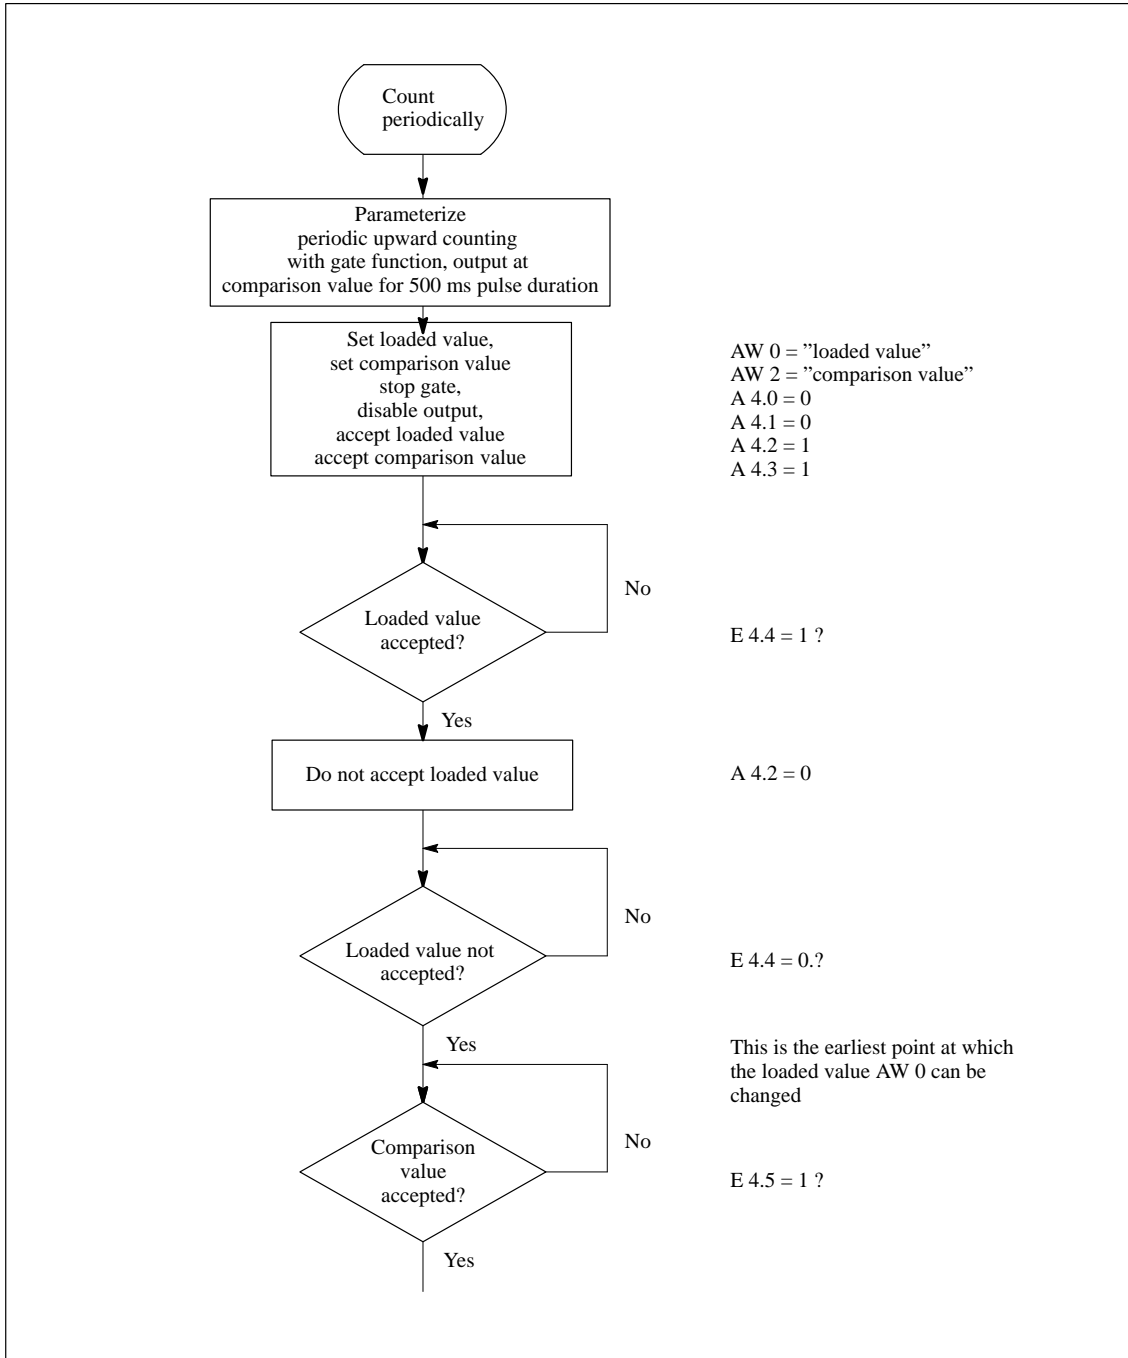 Count
periodically
Parameterize
periodic upward counting
with gate function, output at
comparison value for 500 ms pulse duration
Set loaded value,
set comparison value
stop gate,
disable output,
accept loaded value
accept comparison value
AW 0 = ”loaded value”
AW 2 = ”comparison value”
A 4.0 = 0
A 4.1 = 0
A 4.2 = 1
A 4.3 = 1
No
Loaded value
accepted?
E 4.4 = 1 ?
Yes
Do not accept loaded value
A 4.2 = 0
No
Loaded value not
accepted?
E 4.4 = 0.?
Yes
This is the earliest point at which
the loaded value AW 0 can be
changed
No
Comparison
value
accepted?
E 4.5 = 1 ?
Yes